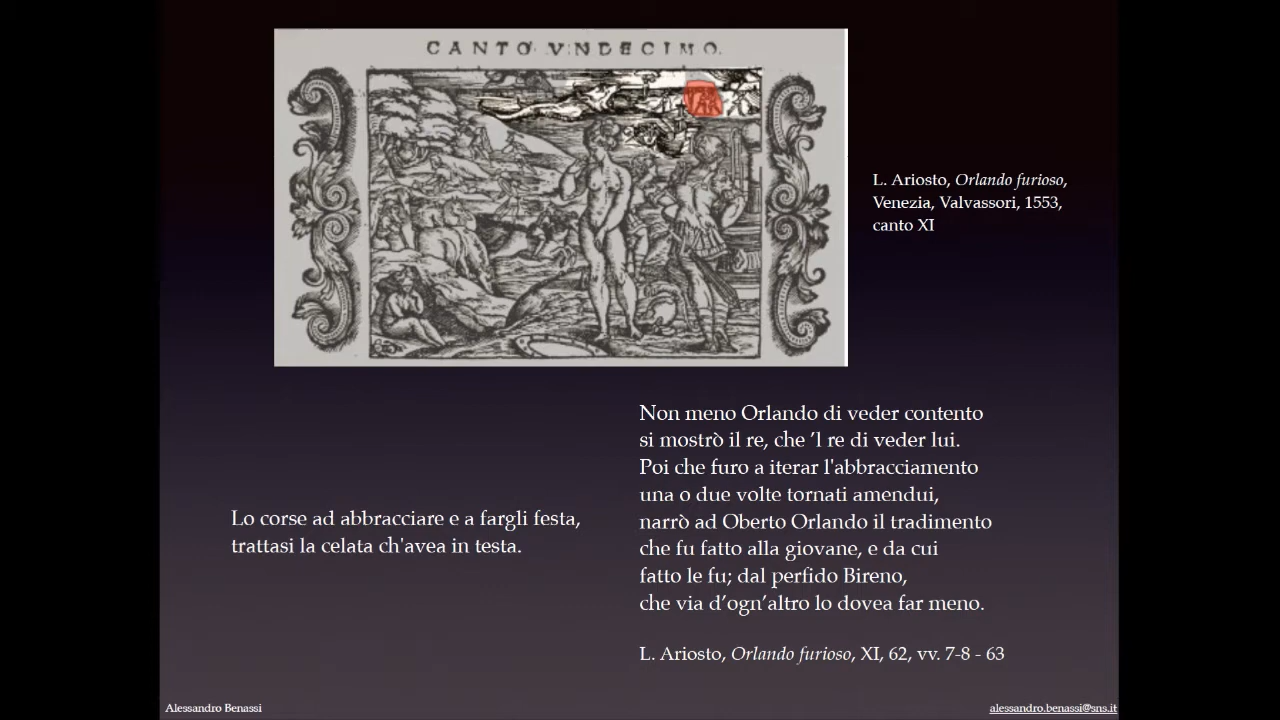 CANTO VNDECIMO.
L. Ariosto, Orlando furioso,
Venezia, Valvassori, 1553,
canto XI
Lo corse ad abbracciare e a fargli festa,
trattasi la celata ch'avea in testa.
Non meno Orlando di veder contento
si mostrò il re, che ’l re di veder lui.
Poi che furo a iterar l'abbracciamento
una o due volte tornati amendui,
narrò ad Oberto Orlando il tradimento
che fu fatto alla giovane, e da cui
fatto le fu; dal perfido Bireno,
che via d’ogn’altro lo dovea far meno.
L. Ariosto, Orlando furioso, XI, 62, vv. 7-8 - 63
Alessandro Benassi
alessandro.benassi@sns.it